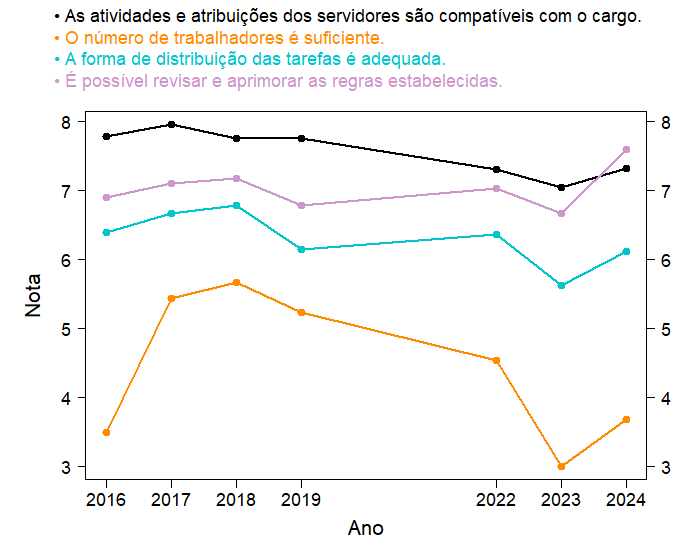 • As atividades e atribuições dos servidores são compatíveis com o cargo.
• O número de trabalhadores é suficiente.
• A forma de distribuição das tarefas é adequada.
• É possível revisar e aprimorar as regras estabelecidas.
8 8
7 7
6 6
Nota
5 5
4 4
3 3
2016 2017 2018 2019 2022 2023 2024
Ano